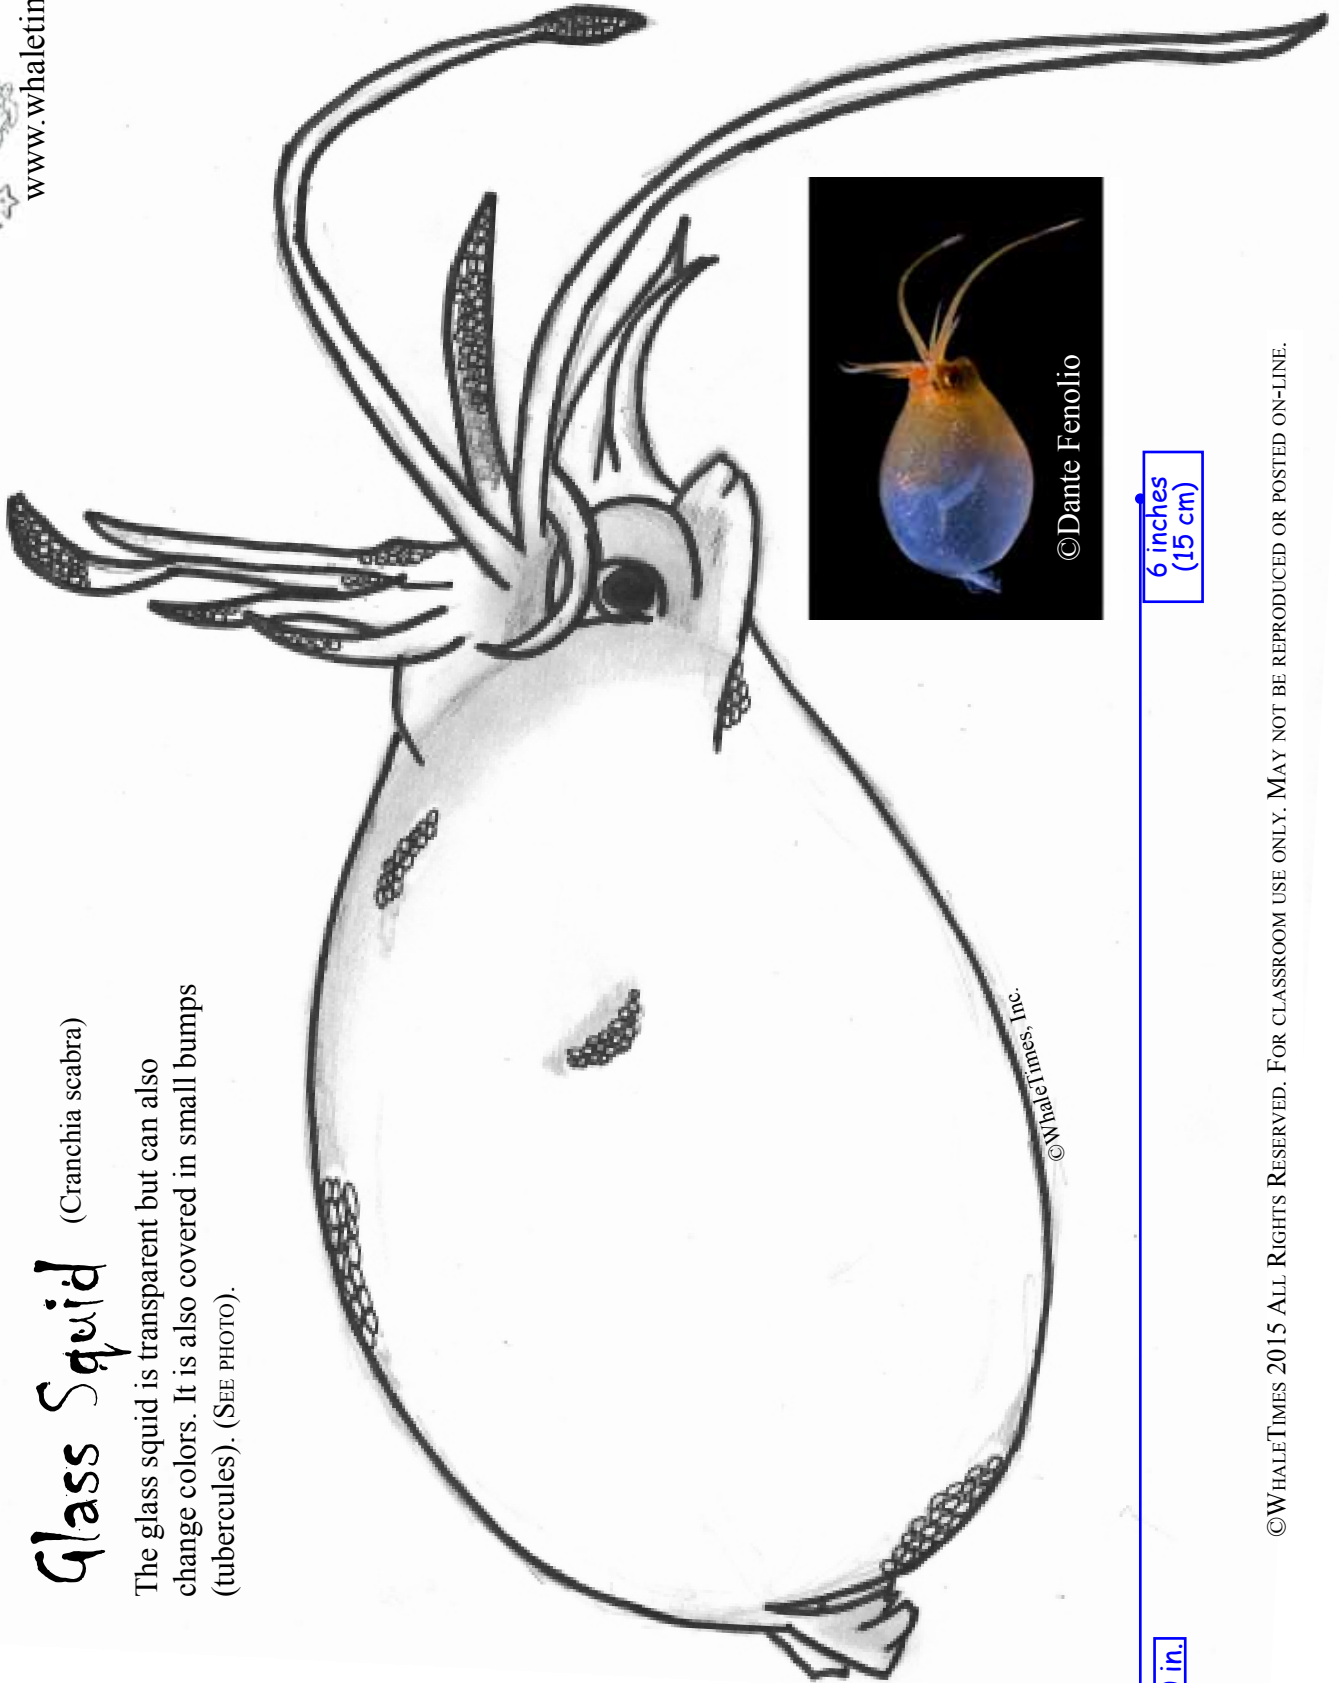 www.whaletim
Glass Squid (Cranchia scabra)
The glass squid is transparent but can also
change colors. It is also covered in small bumps
(tubercules). (SEE PHOTO).
©Dante Fenolio
©WhaleTimes, Inc.
6 inches
(15 cm)
in.
©WHALETIMES 2015 ALL RIGHTS RESERVED. FOR CLASSROOM USE ONLY. MAY NOT BE REPRODUCED OR POSTED ON-LINE.